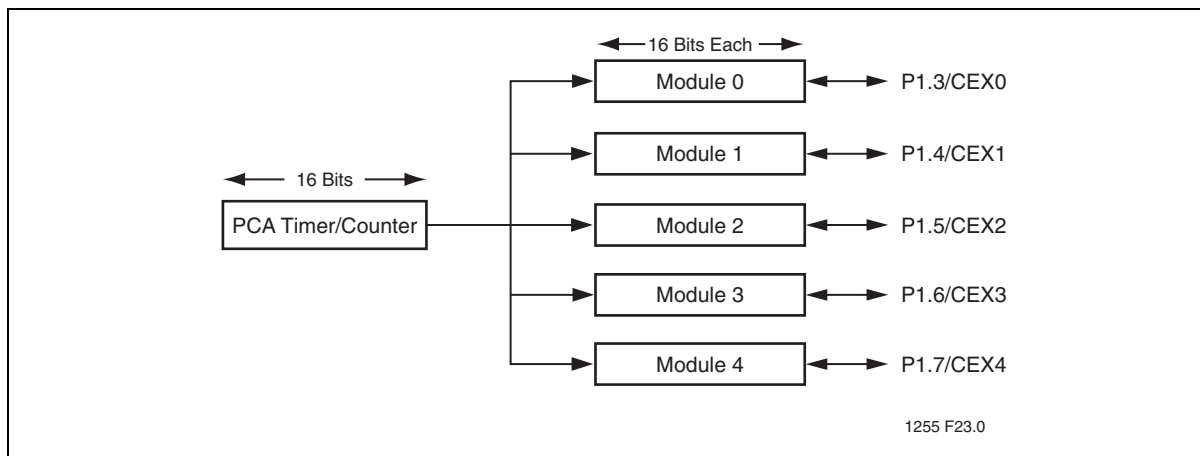 16 Bits Each
Module 0
P1.3/CEX0
Module 1
P1.4/CEX1
16 Bits
PCA Timer/Counter
Module 2
P1.5/CEX2
Module 3
P1.6/CEX3
Module 4
P1.7/CEX4
1255 F23.0